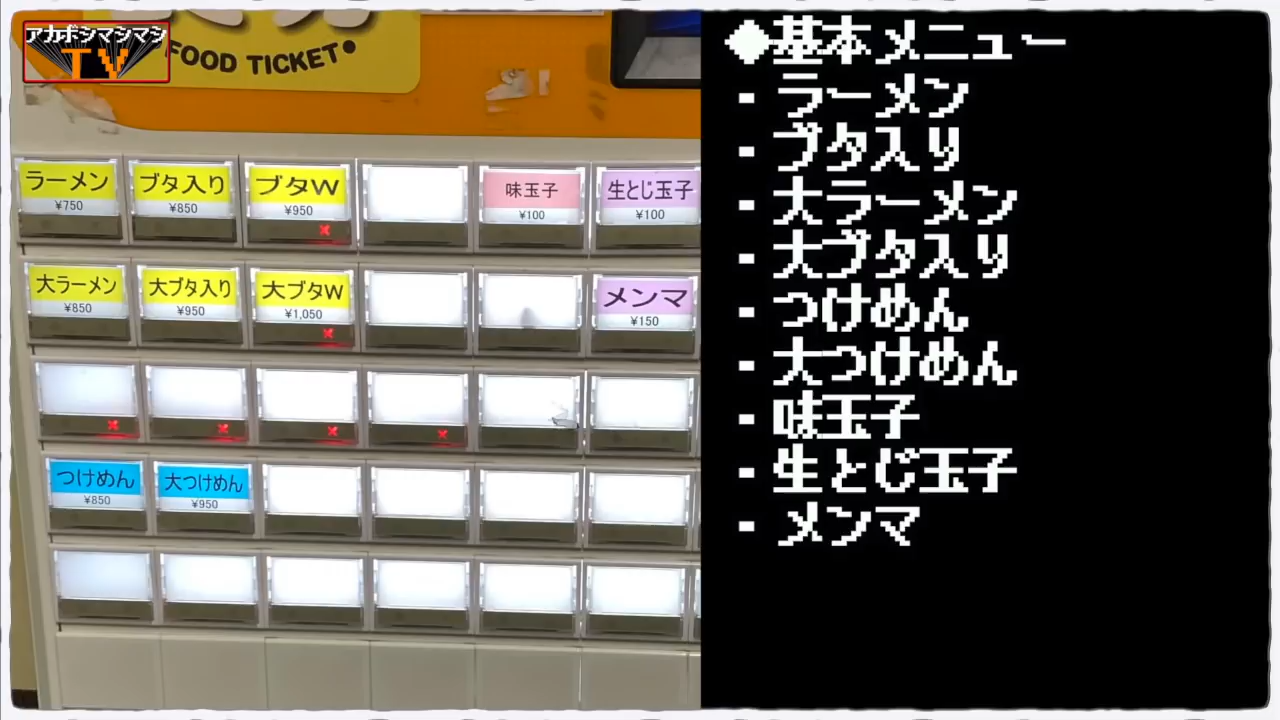 アカボシマシマシ
TV
FOOD TICKET
ラーメン
¥750
ブタ入り
¥850
ブタW
¥950
味玉子
¥100
生とじ玉子
¥100
大ラーメン
¥850
大ブタ入り
¥950
大ブタW
¥1,050
メンマ
¥150
つけめん
¥850
大つけめん
¥950
◆基本メニュー
・ラーメン
・ブタ入り
・大ラーメン
・大ブタ入り
・つけめん
・大つけめん
・味玉子
・生とじ玉子
・メンマ